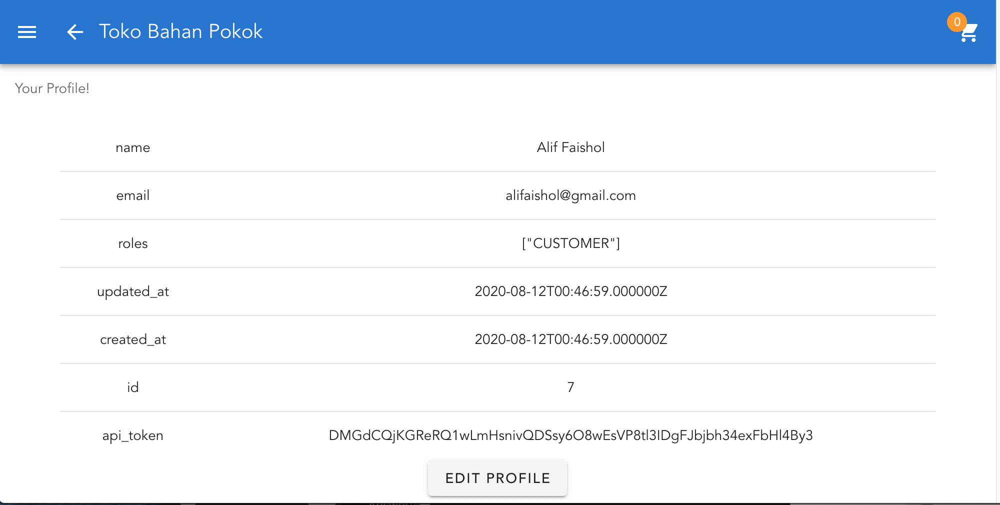 Toko Bahan Pokok
0
Your Profile!
name Alif Faishol
email alifaishol@gmail.com
roles ["CUSTOMER"]
updated_at 2020-08-12T00:46:59.000000Z
created_at 2020-08-12T00:46:59.000000Z
id 7
api_token DMGdCQjKGReRQ1wLmHsnivQDSsy6O8wEsVP8tl3IDgFJbjbh34exFbHl4By3
EDIT PROFILE